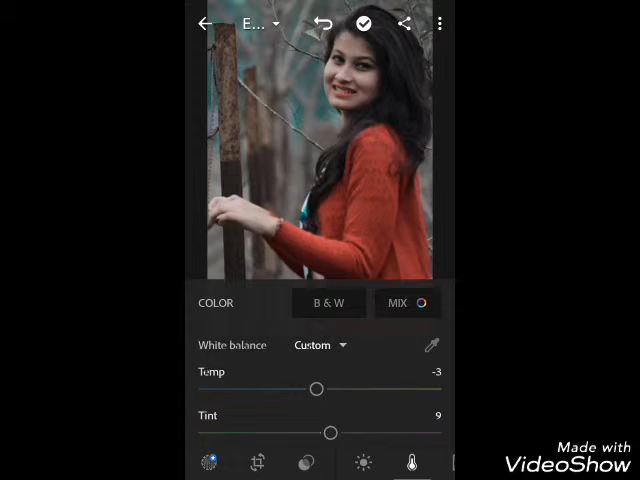 E...
COLOR
B & W
MIX
White balance
Custom
Temp
-3
Tint
9
Made with
VideoShow